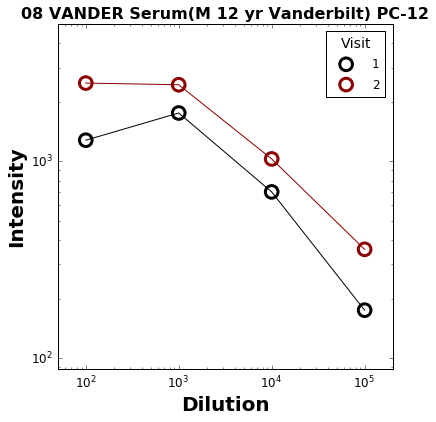 08 VANDER Serum(M 12 yr Vanderbilt) PC-12
Visit
1
2
Intensity
10³
10²
10² 10³ 10⁴ 10⁵
Dilution